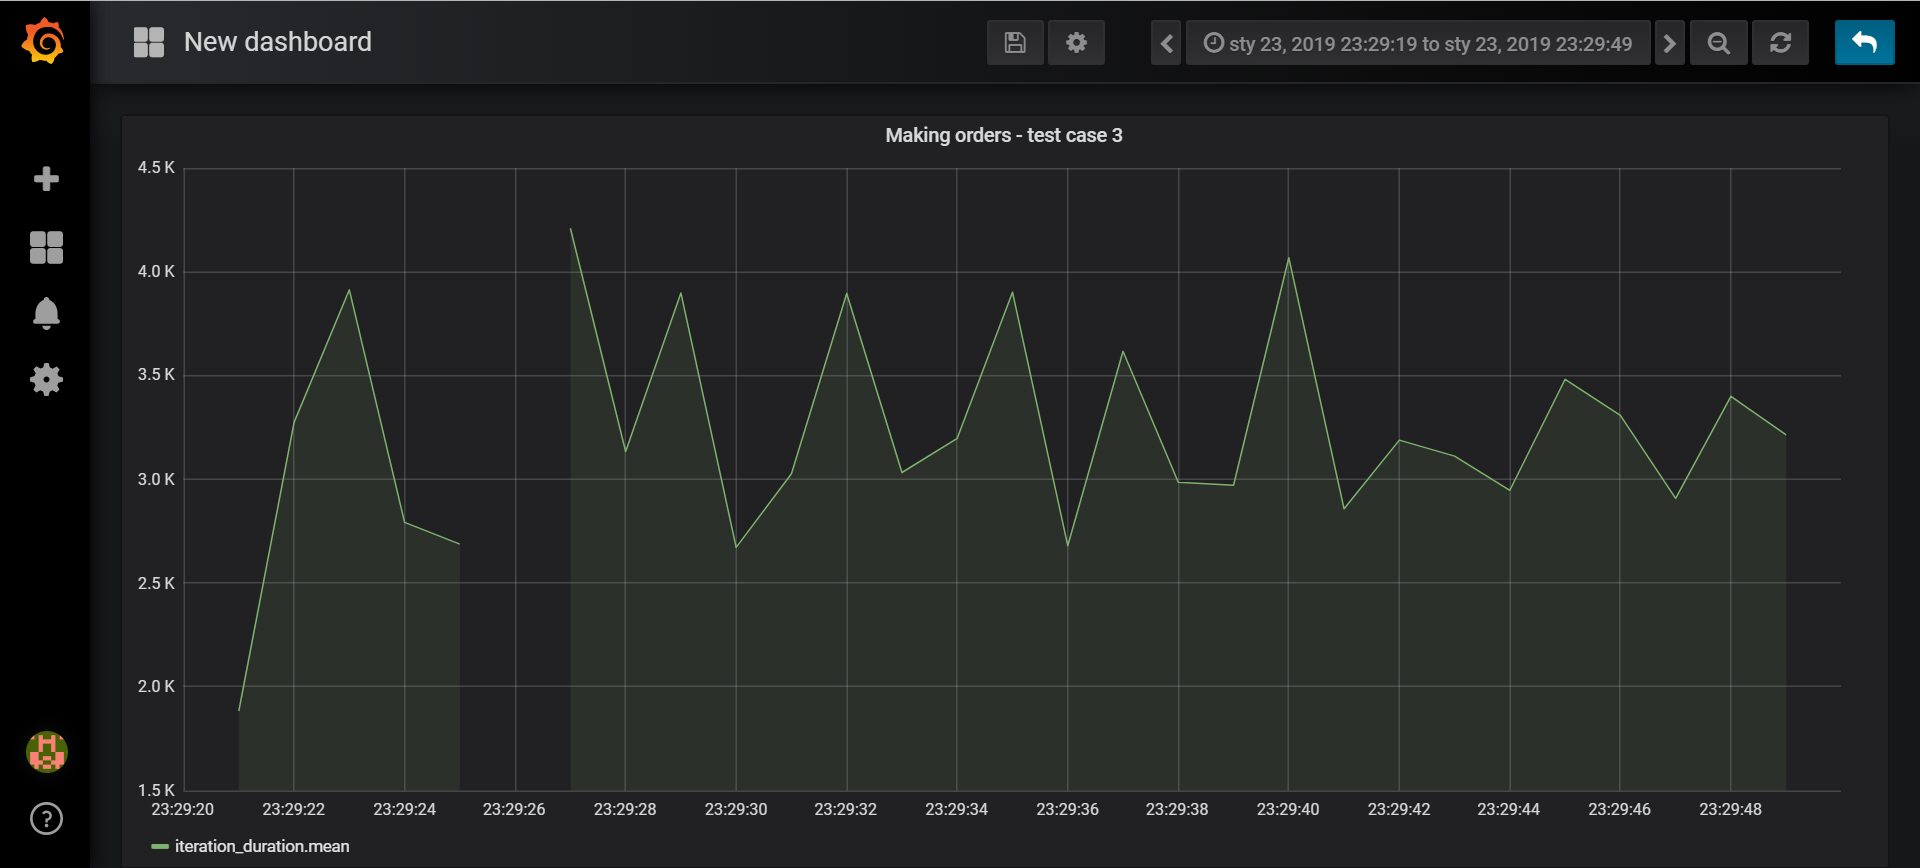 New dashboard
sty 23, 2019 23:29:19 to sty 23, 2019 23:29:49
Making orders - test case 3
4.5 K
4.0 K
3.5 K
3.0 K
2.5 K
2.0 K
1.5 K
23:29:20 23:29:22 23:29:24 23:29:26 23:29:28 23:29:30 23:29:32 23:29:34 23:29:36 23:29:38 23:29:40 23:29:42 23:29:44 23:29:46 23:29:48
iteration_duration.mean